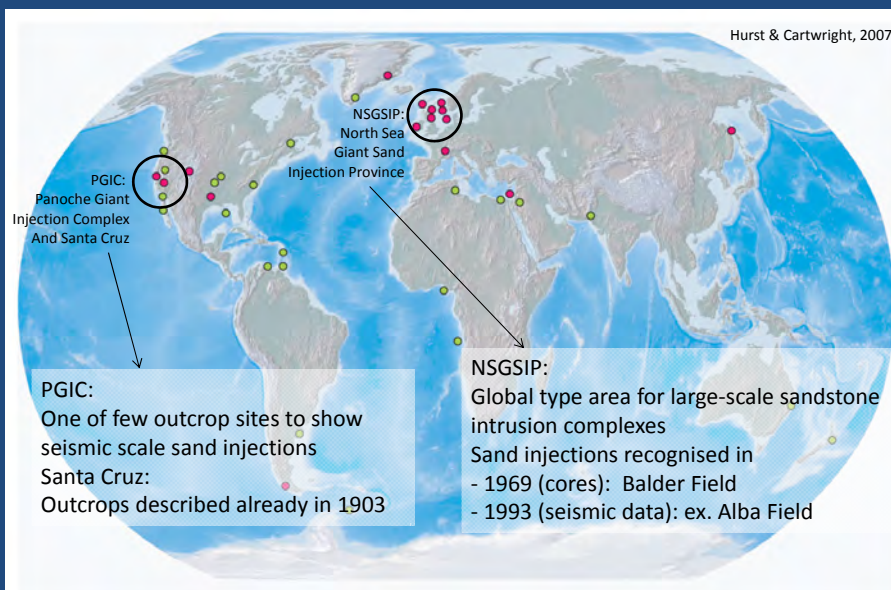 Hurst & Cartwright, 2007
NSGSIP:
North Sea
Giant Sand
Injection Province
PGIC:
Panoche Giant
Injection Complex
And Santa Cruz
PGIC:
One of few outcrop sites to show
seismic scale sand injections
Santa Cruz:
Outcrops described already in 1903
NSGSIP:
Global type area for large-scale sandstone
intrusion complexes
Sand injections recognised in
- 1969 (cores): Balder Field
- 1993 (seismic data): ex. Alba Field